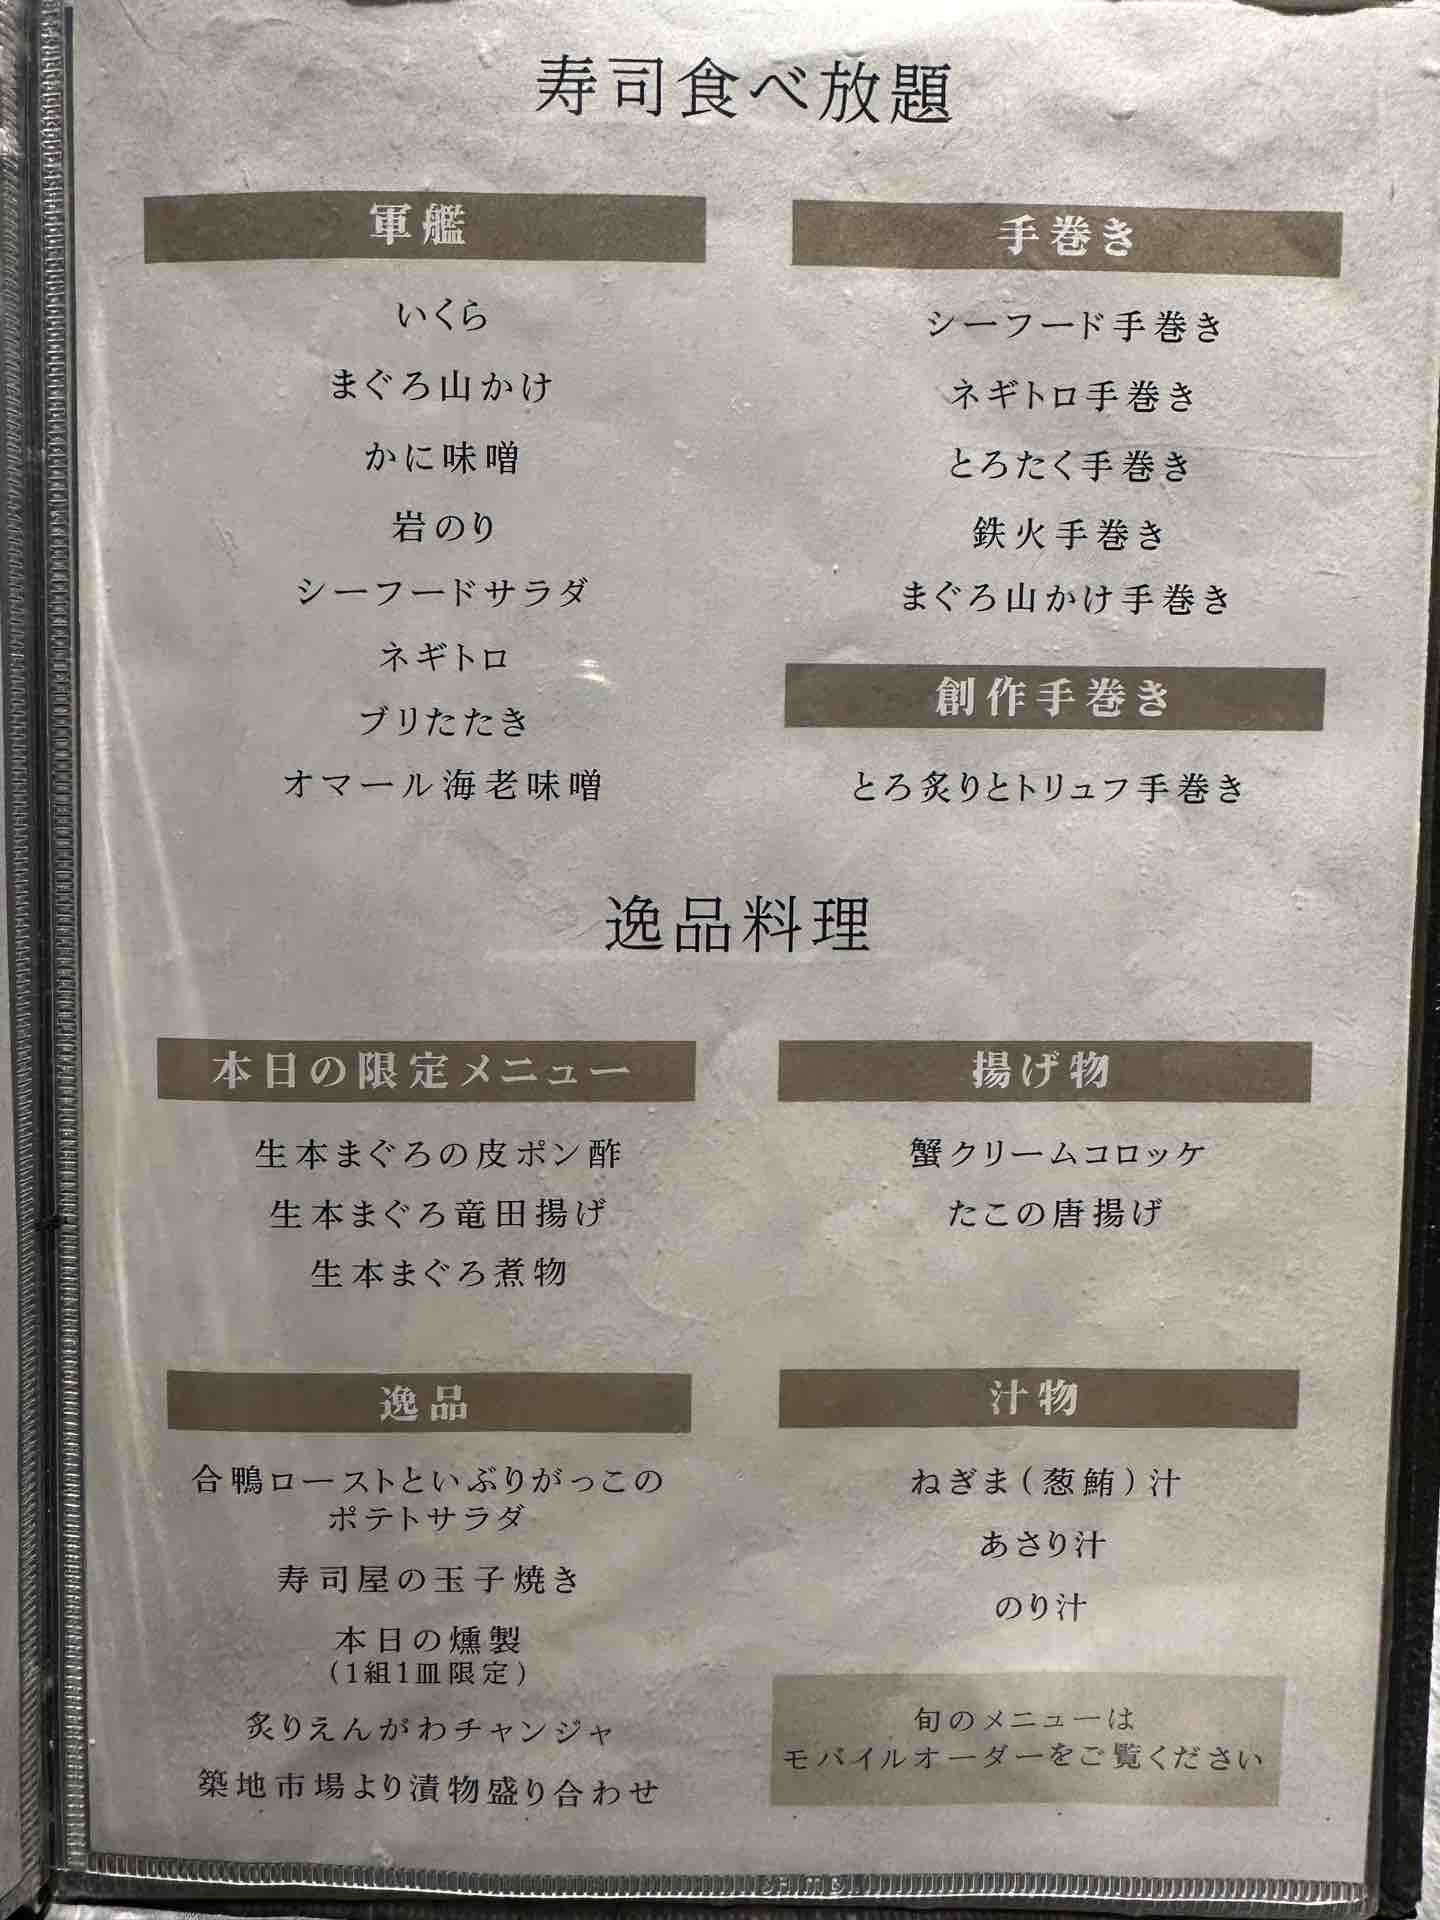 寿司食べ放題
軍艦
いくら
まぐろ山かけ
かに味噌
岩のり
シーフードサラダ
ネギトロ
ブリたたき
オマール海老味噌
手巻き
シーフード手巻き
ネギトロ手巻き
とろたく手巻き
鉄火手巻き
まぐろ山かけ手巻き
創作手巻き
とろ炙りとトリュフ手巻き
逸品料理
本日の限定メニュー
生本まぐろの皮ポン酢
生本まぐろ竜田揚げ
生本まぐろ煮物
揚げ物
蟹クリームコロッケ
たこの唐揚げ
逸品
合鴨ローストといぶりがっこの
ポテトサラダ
寿司屋の玉子焼き
本日の燻製
(1組1皿限定)
炙りえんがわチャンジャ
築地市場より漬物盛り合わせ
汁物
ねぎま(葱鮪)汁
あさり汁
のり汁
旬のメニューは
モバイルオーダーをご覧ください